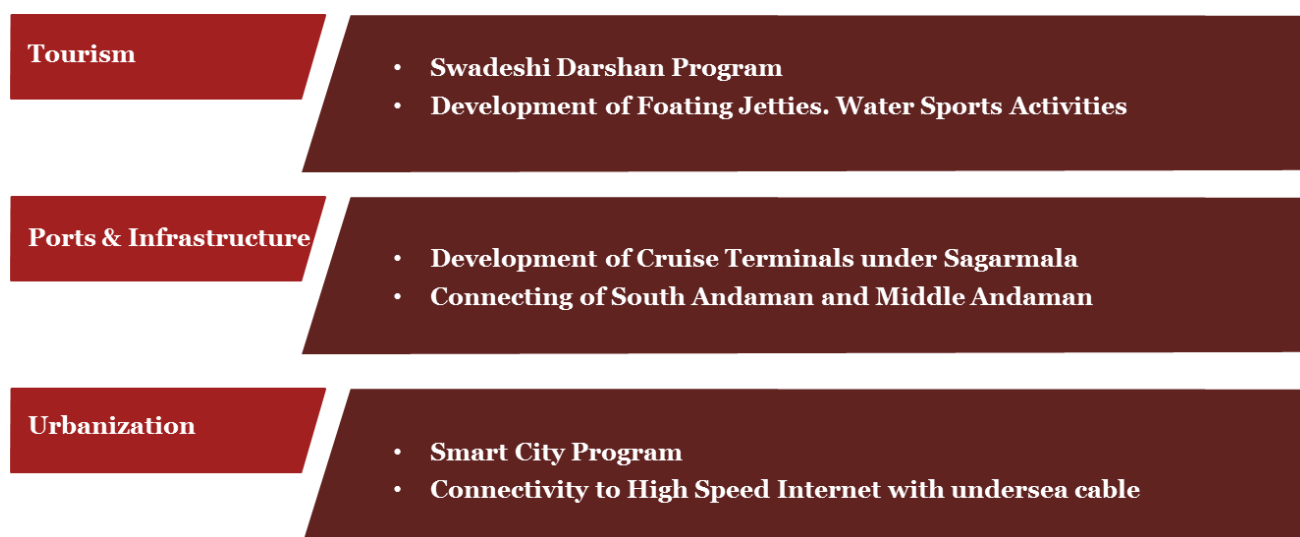 Tourism
• Swadeshi Darshan Program
• Development of Foating Jetties. Water Sports Activities
Ports & Infrastructure
• Development of Cruise Terminals under Sagarmala
• Connecting of South Andaman and Middle Andaman
Urbanization
• Smart City Program
• Connectivity to High Speed Internet with undersea cable